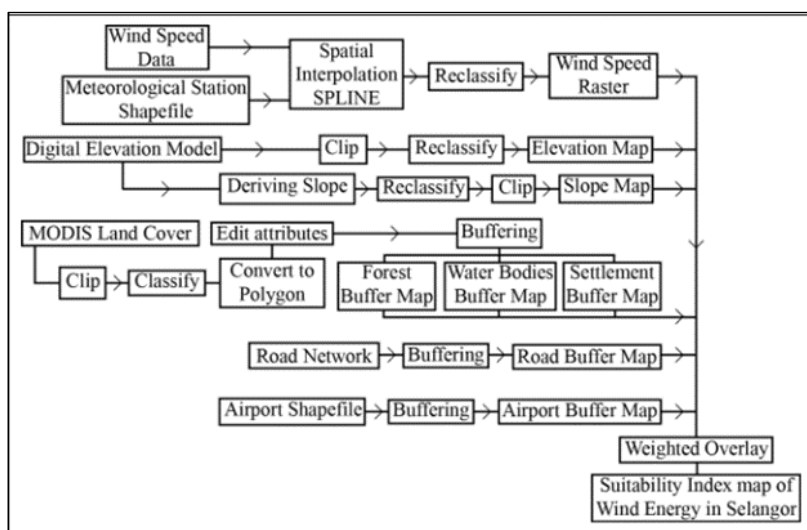 Wind Speed
Data
Meteorological Station
Shapefile
Spatial
Interpolation
SPLINE
Reclassify
Wind Speed
Raster
Digital Elevation Model
Clip
Reclassify
Elevation Map
Deriving Slope
Reclassify
Clip
Slope Map
MODIS Land Cover
Clip
Classify
Convert to
Polygon
Edit attributes
Buffering
Forest
Buffer Map
Water Bodies
Buffer Map
Settlement
Buffer Map
Road Network
Buffering
Road Buffer Map
Airport Shapefile
Buffering
Airport Buffer Map
Weighted Overlay
Suitability Index map of
Wind Energy in Selangor